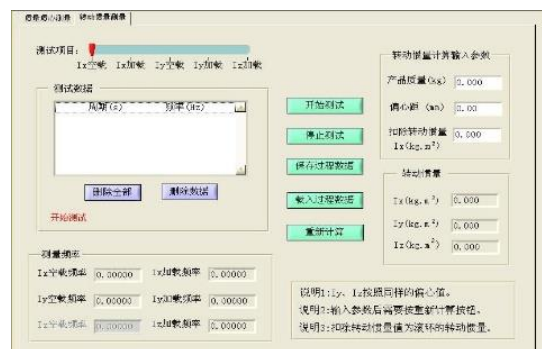 质量质心测量 转动惯量测量
测试项目:
Ix空载 Ix加载 Iy空载 Iy加载 Iz加载
测试数据
周期(s) 频率(Hz)
删除全部 删除数据
开始测试
开始测试
停止测试
保存过程数据
载入过程数据
重新计算
转动惯量计算输入参数
产品质量(kg) 0.000
偏心距 (mm) 0.00
扣除转动惯量 0.000
Ix(kg.m²)
转动惯量
Ix(kg.m²) 0.000
Iy(kg.m²) 0.000
Iz(kg.m²) 0.000
测量频率
Ix空载频率 0.00000 Ix加载频率 0.00000
Iy空载频率 0.00000 Iy加载频率 0.00000
Iz空载频率 0.00000 Iz加载频率 0.00000
说明1:Iy、Iz按照同样的偏心值。
说明2:输入参数后需要按重新计算按钮。
说明3:扣除转动惯量值为滚环的转动惯量。